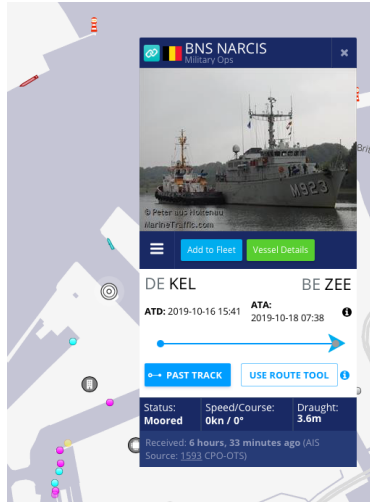 BNS NARCIS
Military Ops
M923
© Peter aus Holtenau
MarineTraffic.com
Add to Fleet
Vessel Details
DE KEL
BE ZEE
ATD: 2019-10-16 15:41
ATA:
2019-10-18 07:38
PAST TRACK
USE ROUTE TOOL
Status:
Moored
Speed/Course:
0kn / 0°
Draught:
3.6m
Received: 6 hours, 33 minutes ago (AIS
Source: 1593 CPO-OTS)